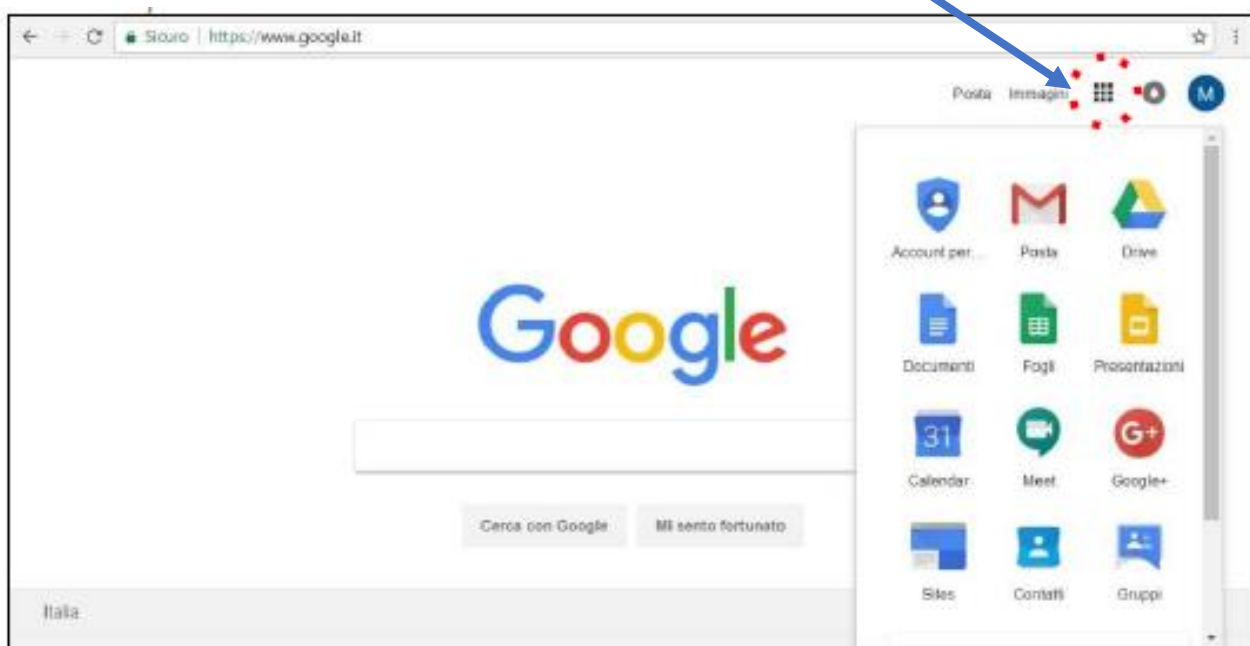 Sicuro | https://www.google.it
Posta Immagini M
Account per... Posta Drive
Google
Documenti Fogli Presentazioni
31 G+
Calendar Meet Google+
Cerca con Google Mi sento fortunato
Sites Contatti Gruppi
Italia